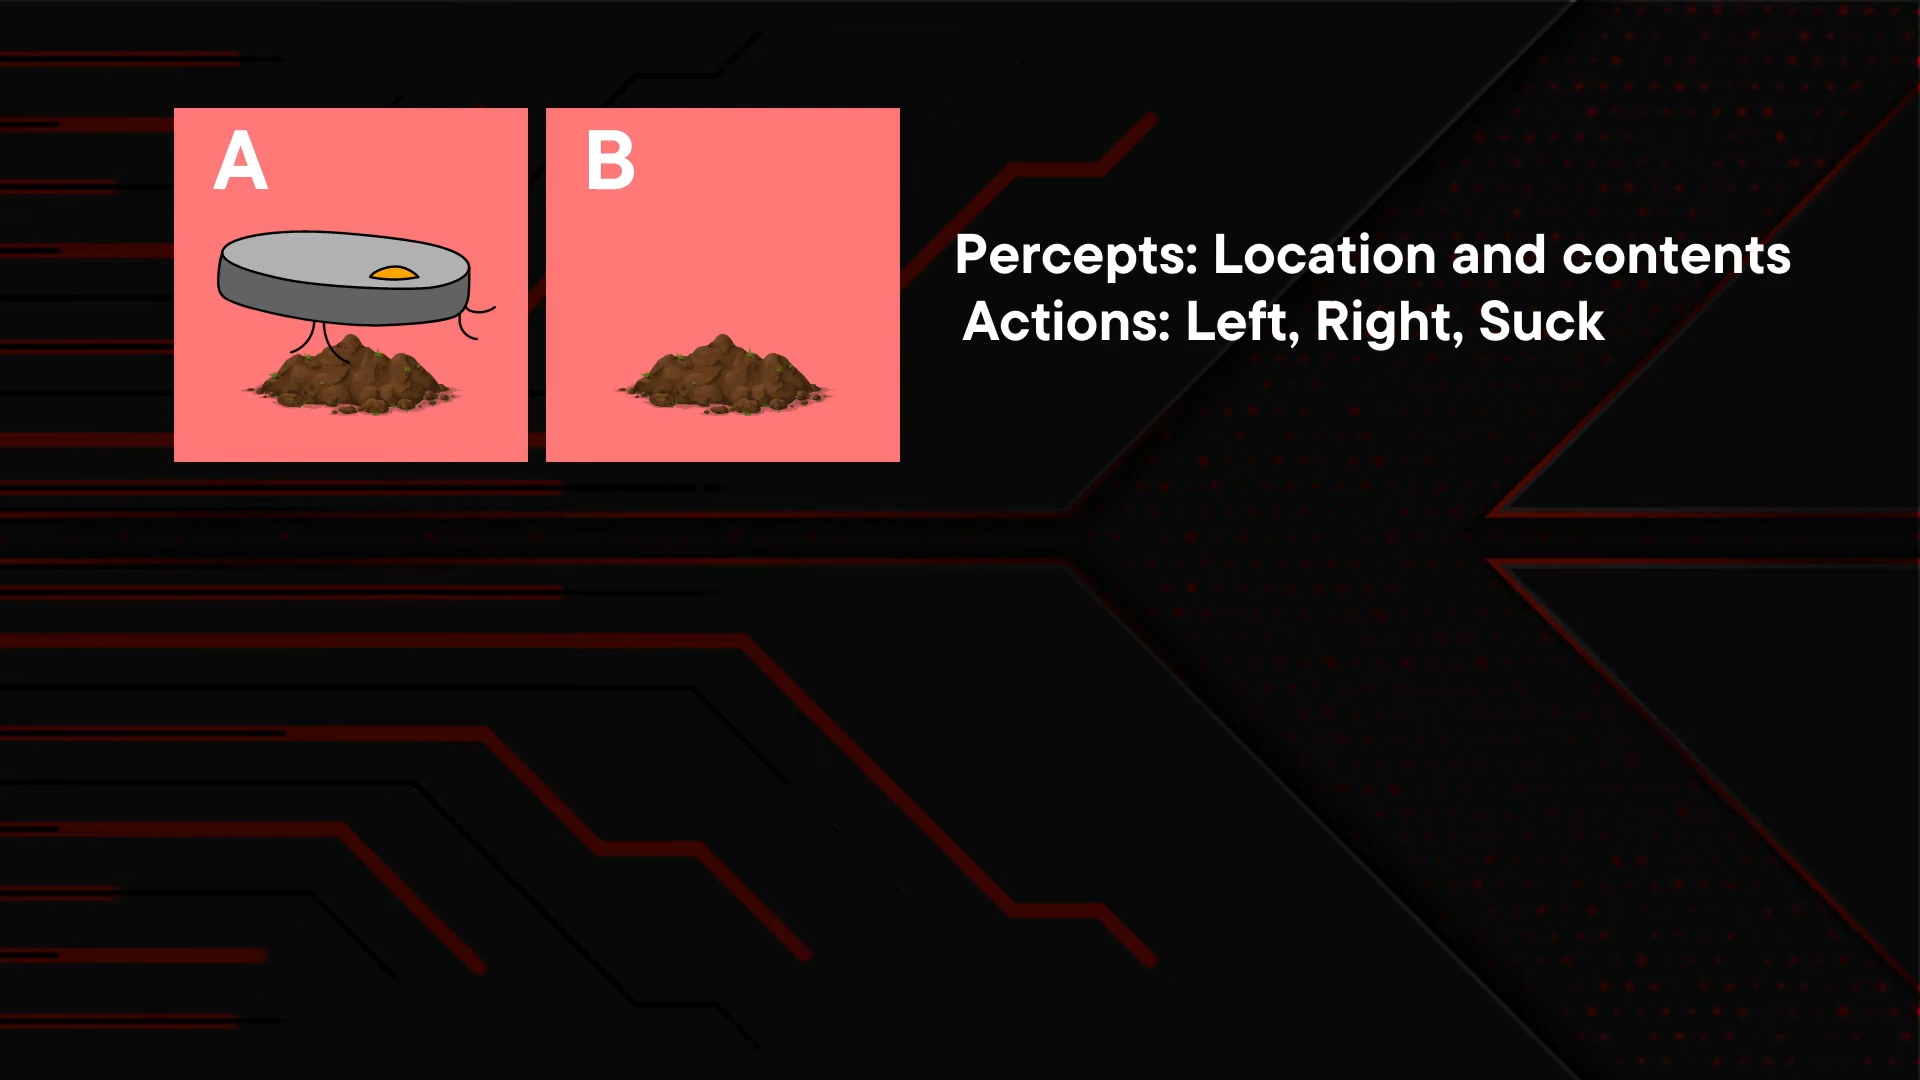 A
B
Percepts: Location and contents
Actions: Left, Right, Suck